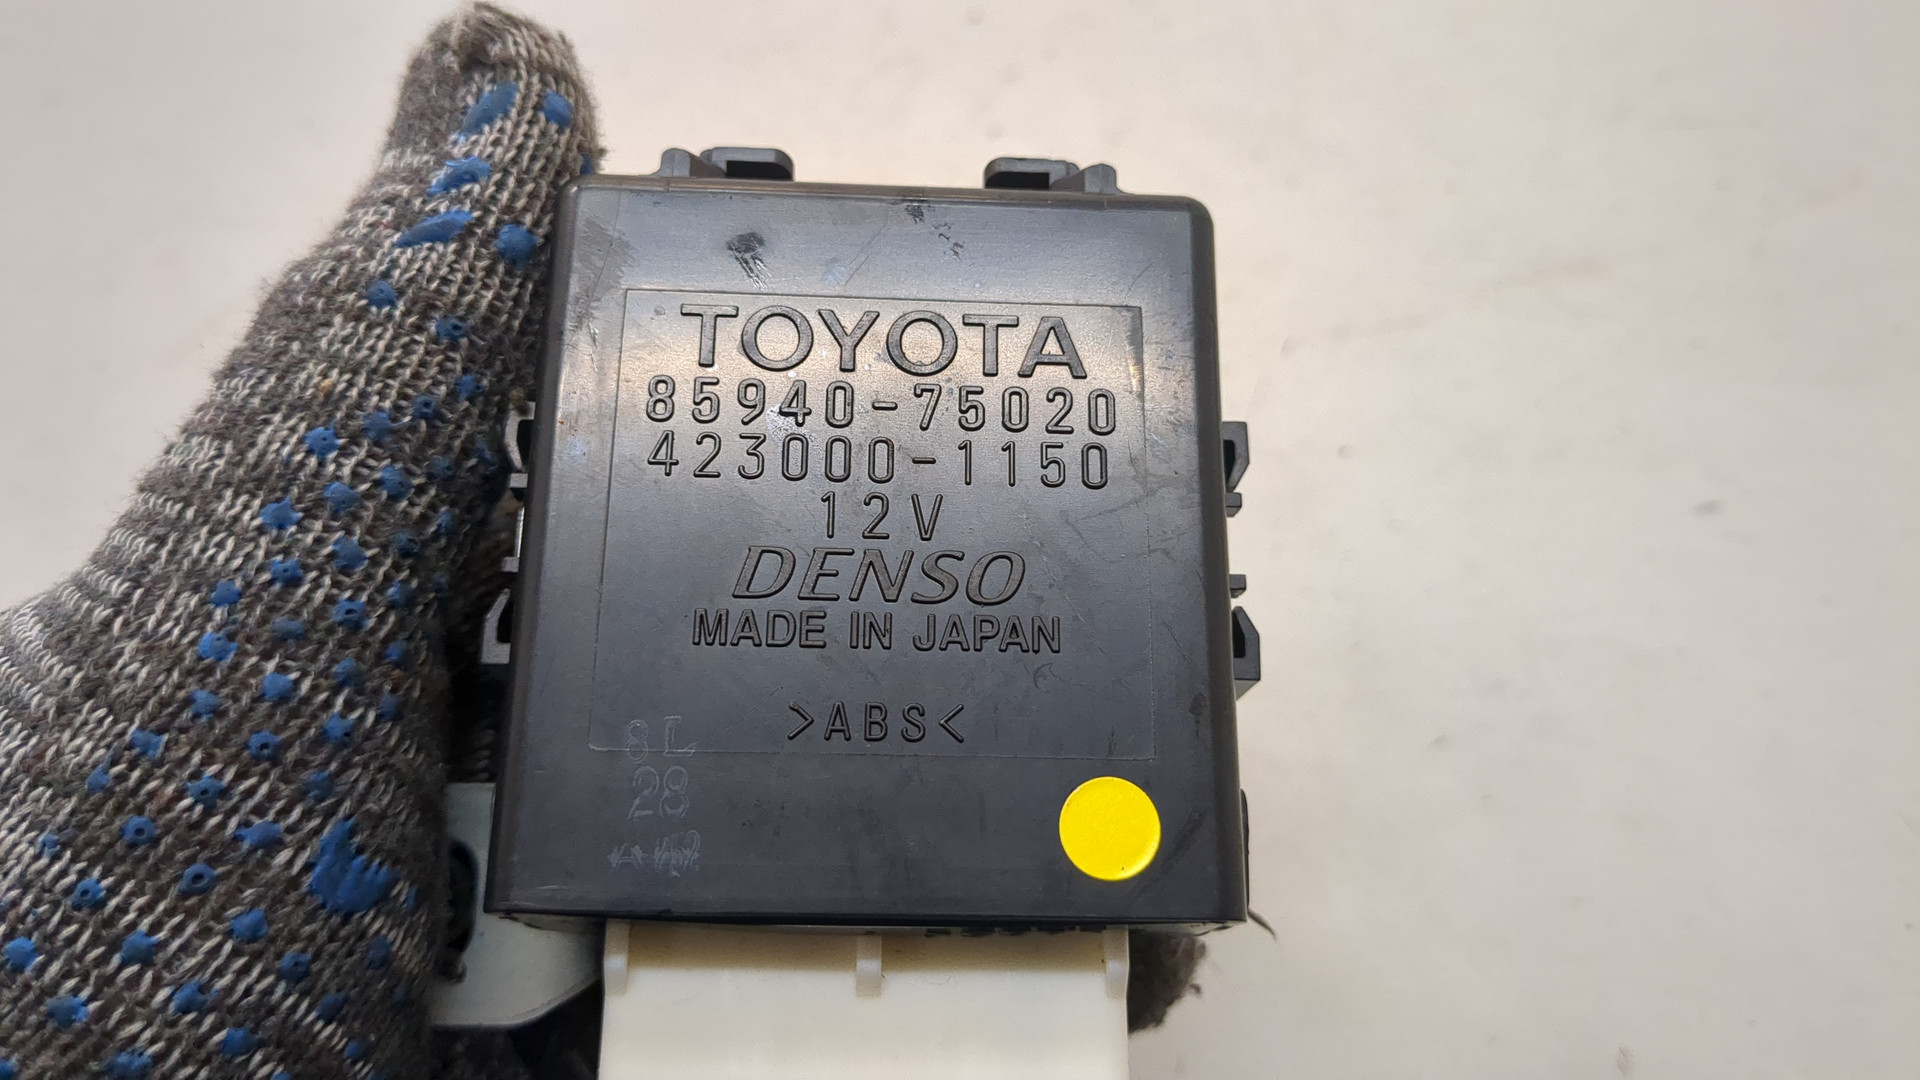 TOYOTA
85940-75020
423000-1150
12V
DENSO
MADE IN JAPAN
>ABS<
8L
28